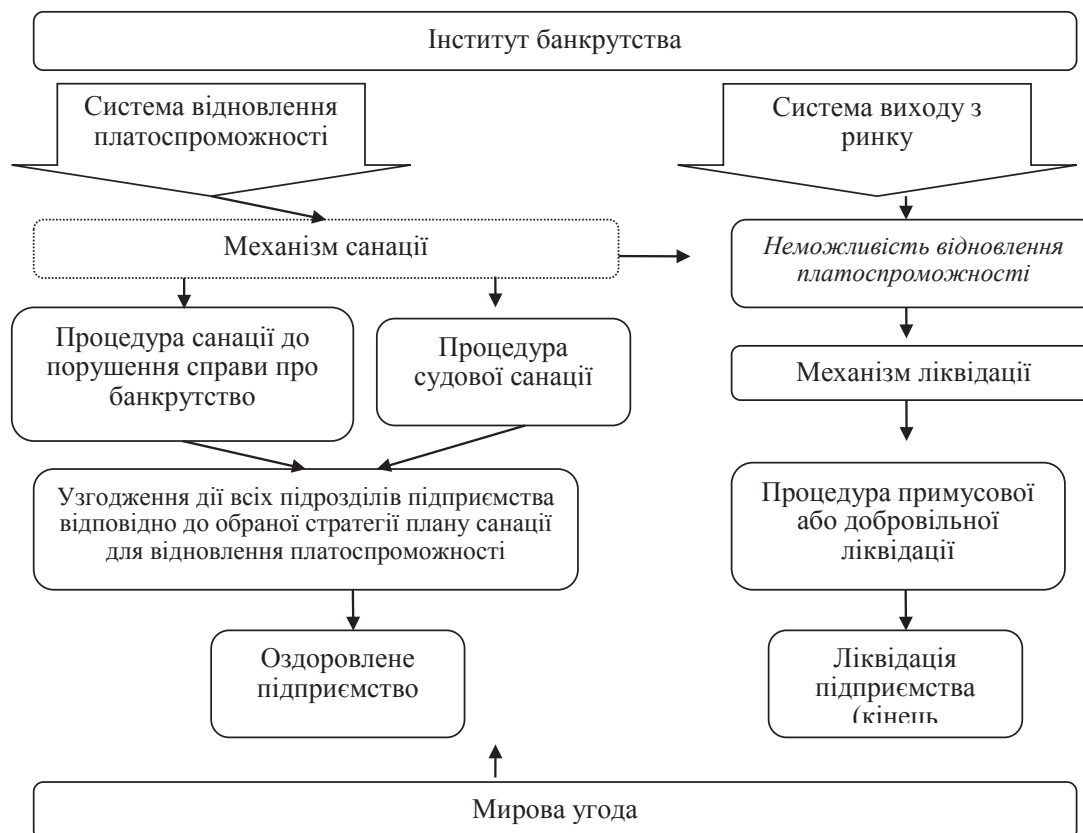 Інститут банкрутства
Система відновлення
платоспроможності
Система виходу з
ринку
Механізм санації
Неможливість відновлення
платоспроможності
Процедура санації до
порушення справи про
банкрутство
Процедура
судової санації
Механізм ліквідації
Узгодження дії всіх підрозділів підприємства
відповідно до обраної стратегії плану санації
для відновлення платоспроможності
Процедура примусової
або добровільної
ліквідації
Оздоровлене
підприємство
Ліквідація
підприємства
(кінець
Мирова угода